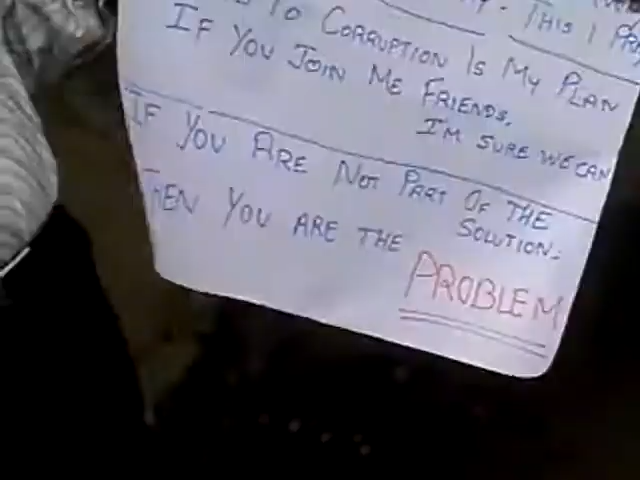 THIS I
TO CORRUPTION IS MY PLAN
IF YOU JOIN ME FRIENDS,
I'M SURE WE CAN
IF YOU ARE NOT PART OF THE
SOLUTION.
THEN YOU ARE THE
PROBLEM